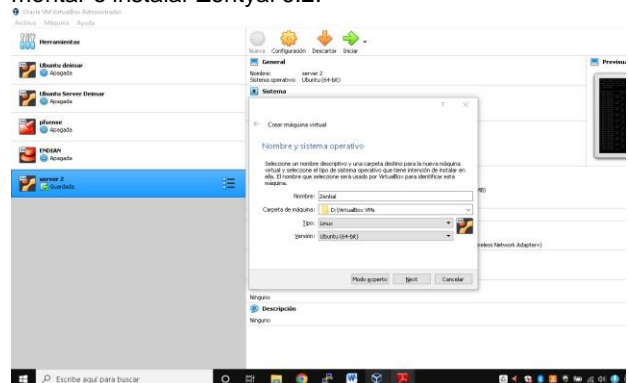 montar e instalar Zentyal 6.2.
Oracle VM VirtualBox Administrador
Archivo Máquina Ayuda
Herramientas
Nueva Configuración Descartar Iniciar
Ubuntu deimar
Apagada
Ubuntu Server Deimar
Apagada
pfsense
Apagada
ENDIAN
Apagada
server 2
Guardada
General
Nombre: server 2
Sistema operativo: Ubuntu (64-bit)
Sistema
Previsu
? ×
Crear máquina virtual
Nombre y sistema operativo
Seleccione un nombre descriptivo y una carpeta destino para la nueva máquina
virtual y seleccione el tipo de sistema operativo que tiene intención de instalar en
ella. El nombre que seleccione será usado por VirtualBox para identificar esta
máquina.
Nombre: Zential
Carpeta de máquina: D:\VirtualBox VMs
Tipo: Linux
Versión: Ubuntu (64-bit)
Modo experto Next Cancelar
MB)
reless Network Adapter»)
Ninguno
Descripción
Ninguno
Escribe aquí para buscar